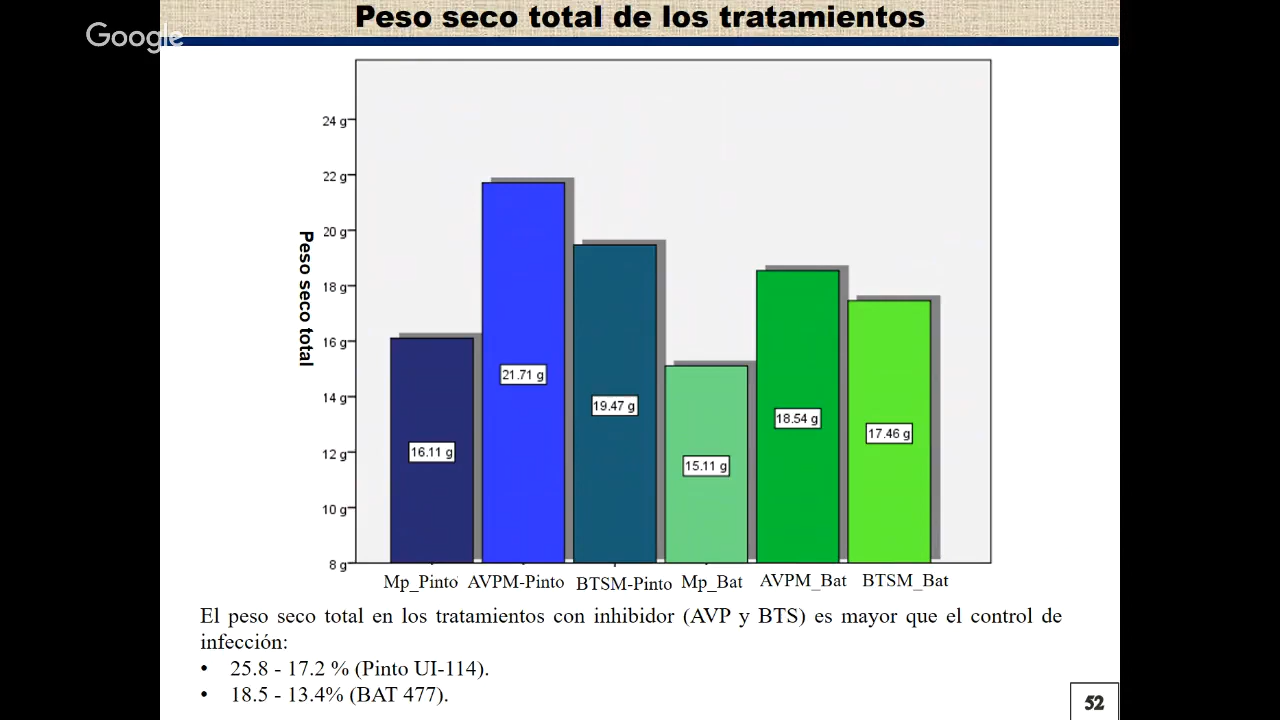 Peso seco total de los tratamientos
Google
24 g
22 g
20 g
18 g
16 g
14 g
12 g
10 g
8 g
Peso seco total
16.11 g
21.71 g
19.47 g
15.11 g
18.54 g
17.46 g
Mp_Pinto AVPM-Pinto BTSM-Pinto Mp_Bat AVPM_Bat BTSM_Bat
El peso seco total en los tratamientos con inhibidor (AVP y BTS) es mayor que el control de
infección:
• 25.8 - 17.2 % (Pinto UI-114).
• 18.5 - 13.4% (BAT 477).
52